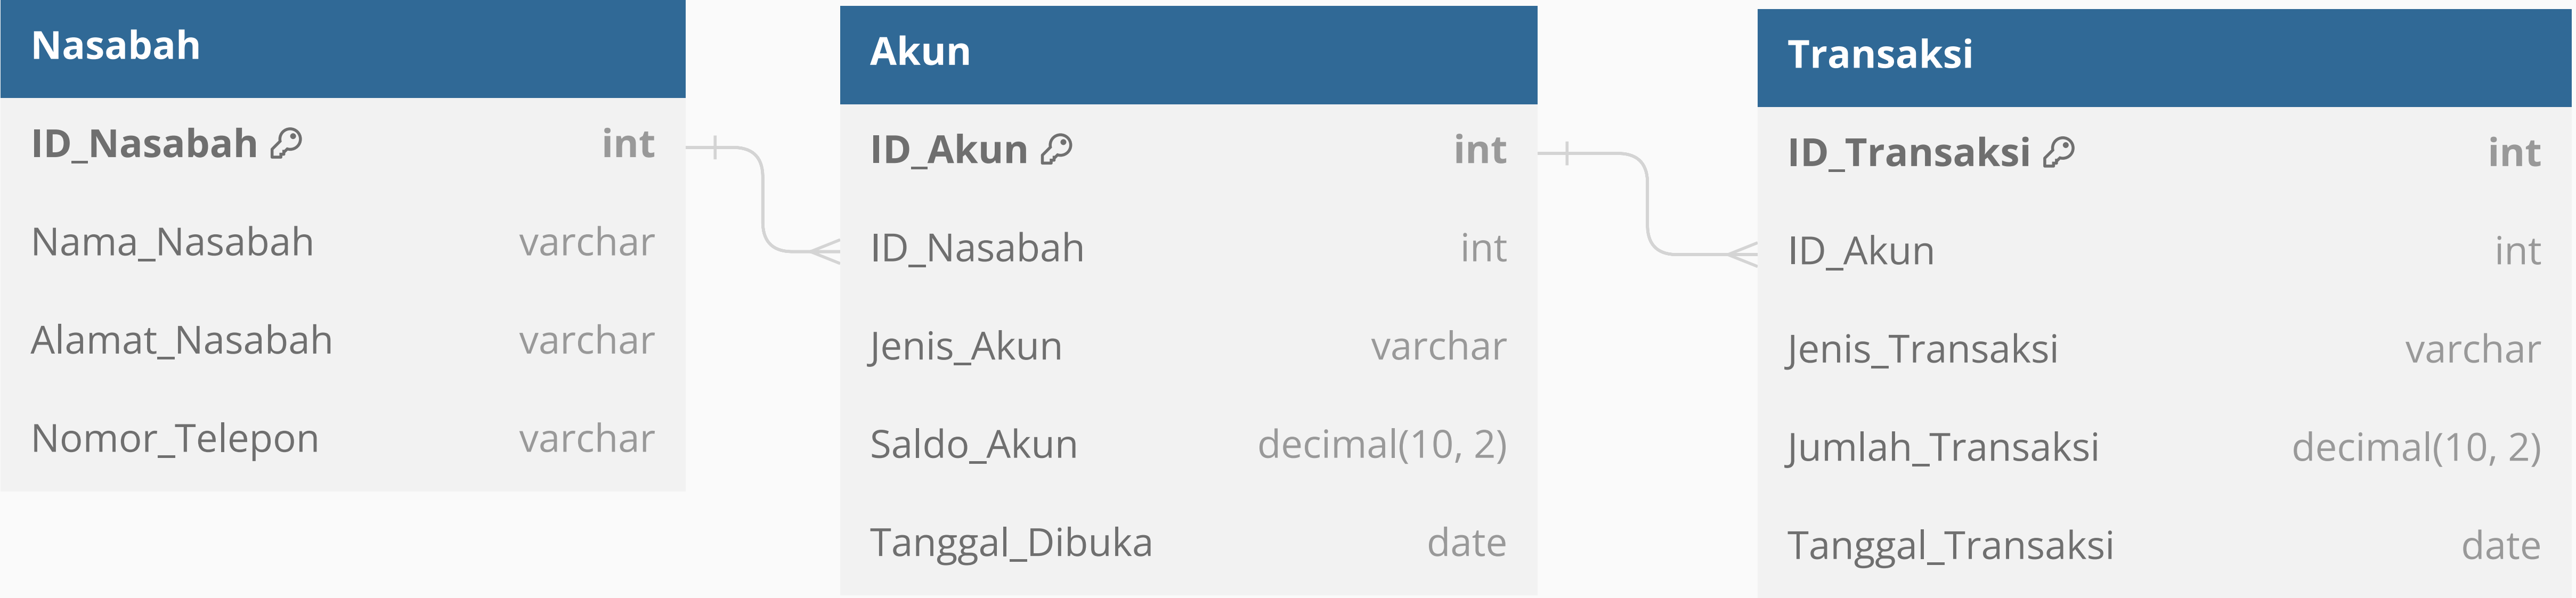 Nasabah
ID_Nasabah int
Nama_Nasabah varchar
Alamat_Nasabah varchar
Nomor_Telepon varchar
Akun
ID_Akun int
ID_Nasabah int
Jenis_Akun varchar
Saldo_Akun decimal(10, 2)
Tanggal_Dibuka date
Transaksi
ID_Transaksi int
ID_Akun int
Jenis_Transaksi varchar
Jumlah_Transaksi decimal(10, 2)
Tanggal_Transaksi date